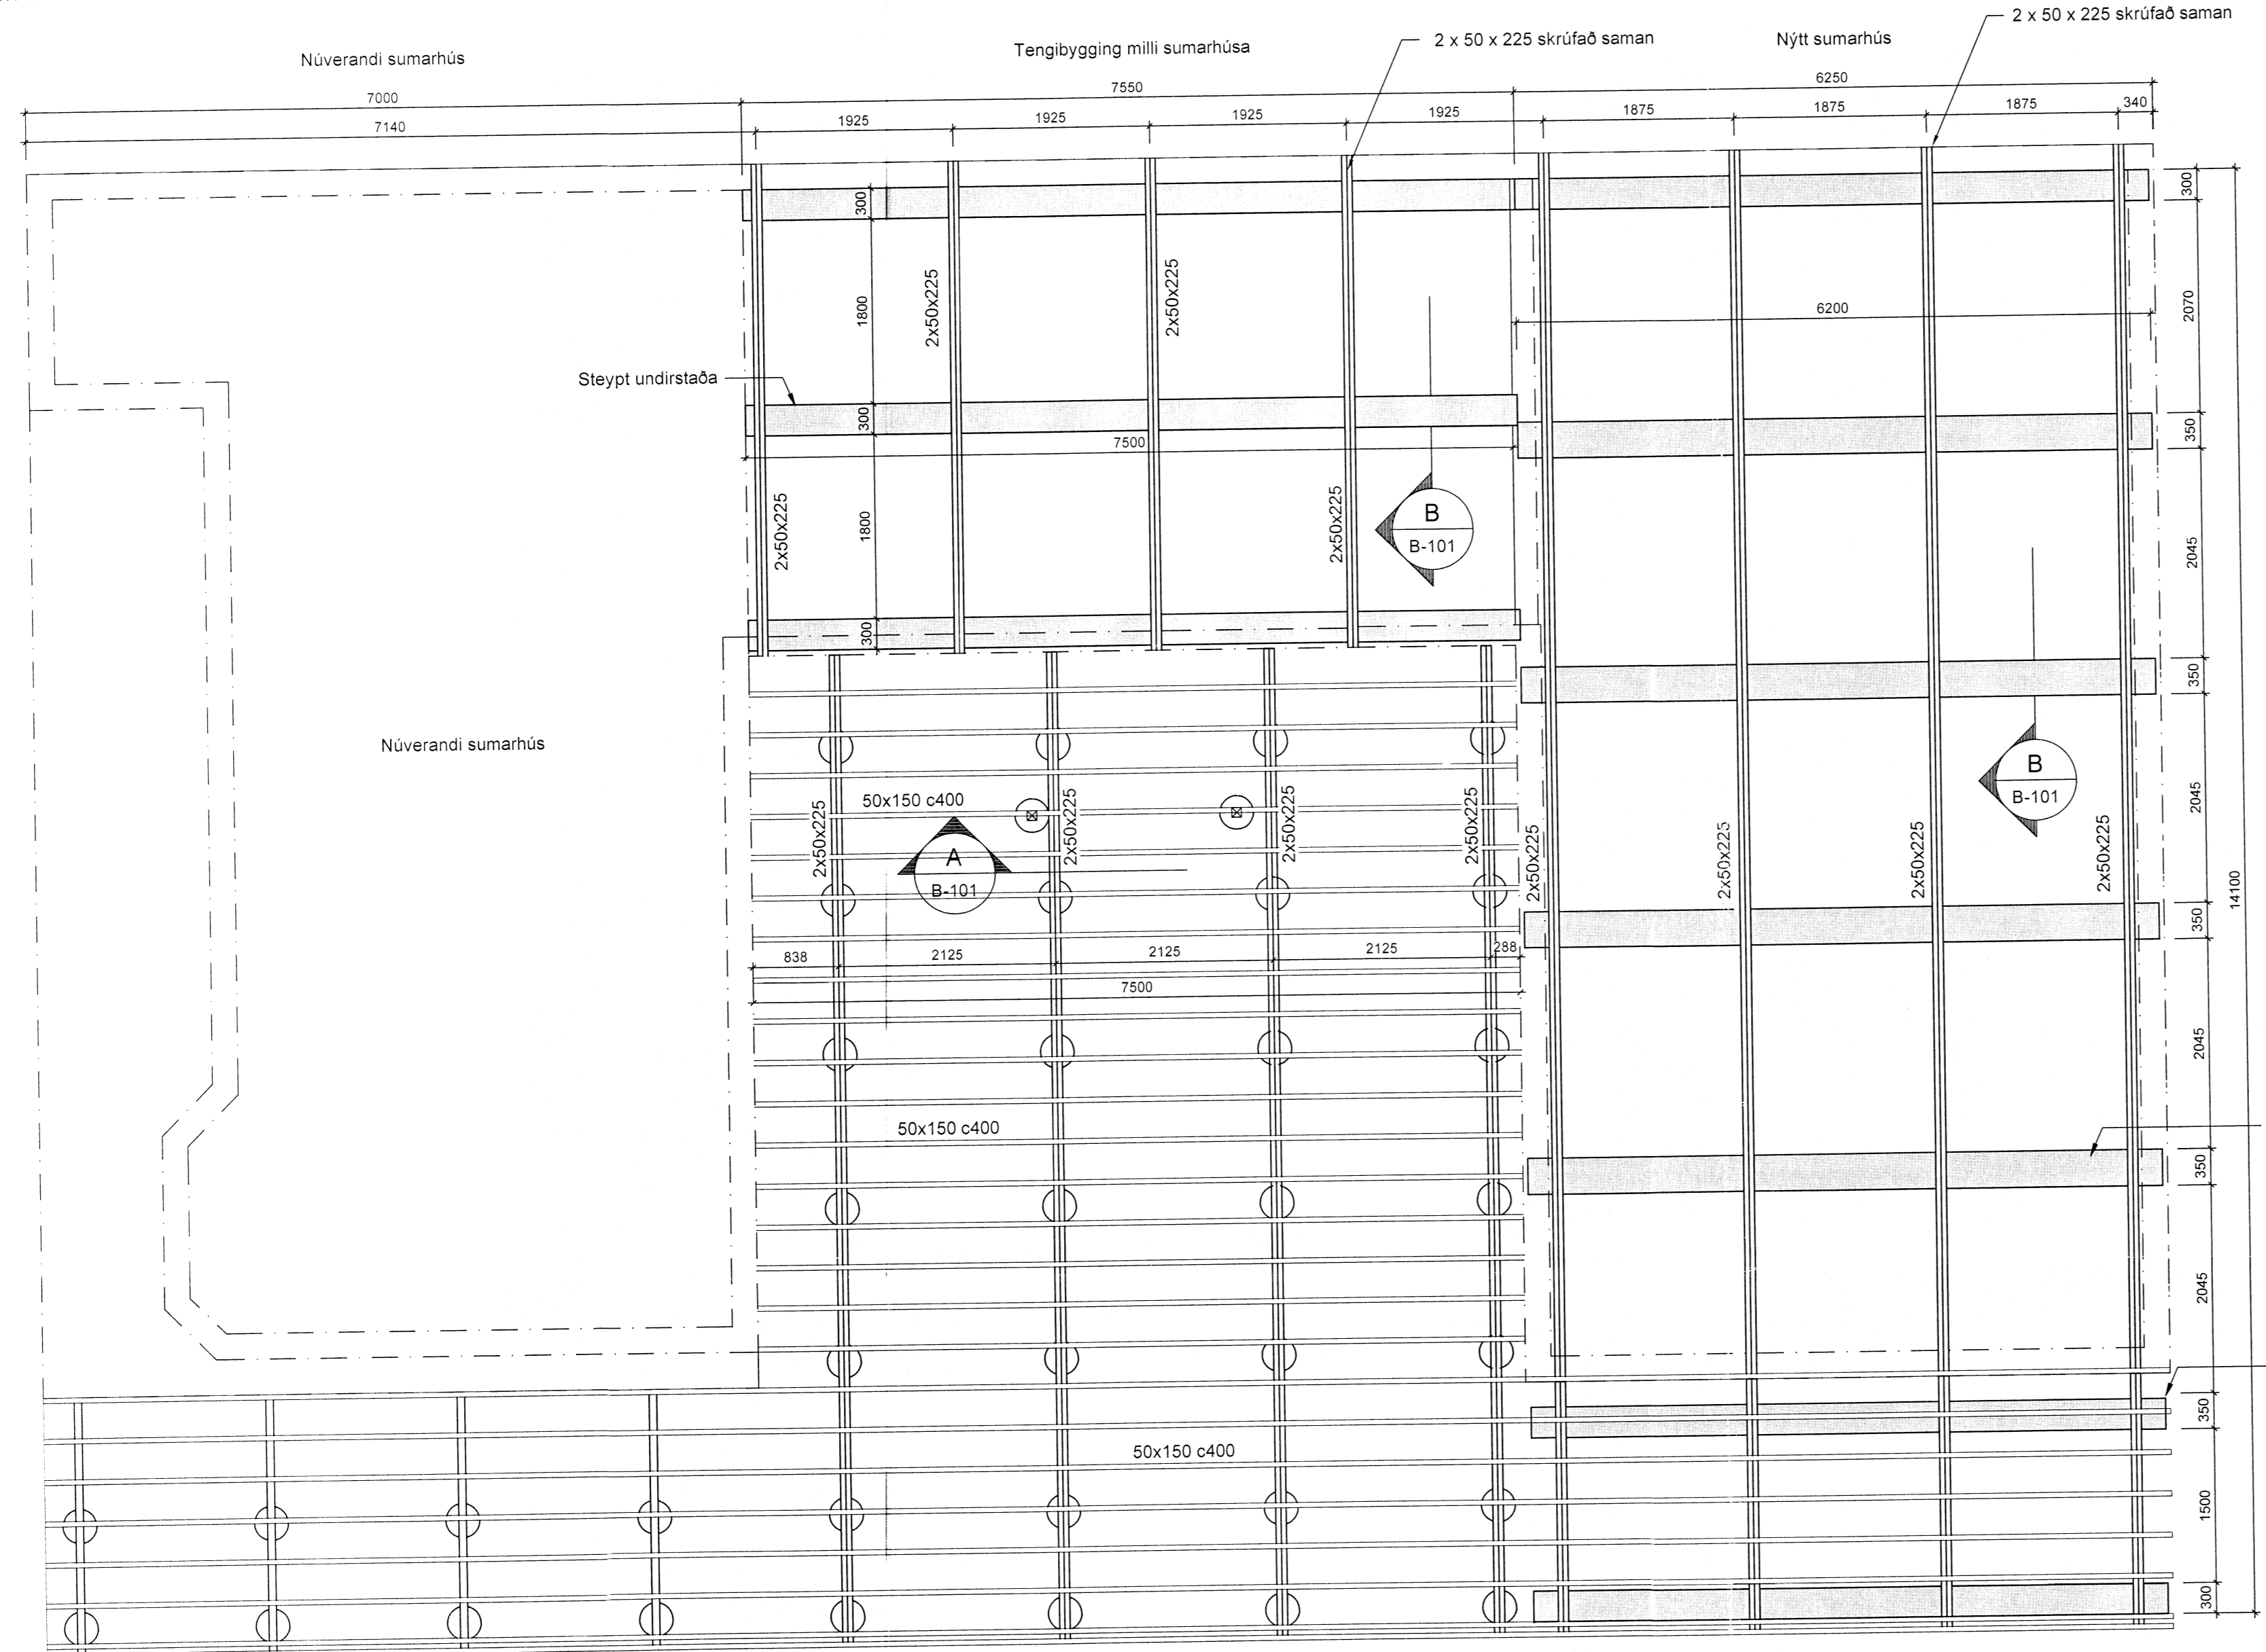 2 x 50 x 225 skrúfað saman
Núverandi sumarhús
Tengibygging milli sumarhúsa
2 x 50 x 225 skrúfað saman
Nýtt sumarhús
7000
7550
6250
7140
1925
1925
1925
1925
1875
1875
1875
340
300
300
1800
2x50x225
2x50x225
2070
6200
Steypt undirstaða
300
7500
350
2x50x225
1800
2x50x225
B
B-101
2045
300
350
Núverandi sumarhús
50x150 c400
2x50x225
2x50x225
2x50x225
2x50x225
2x50x225
2x50x225
2x50x225
2x50x225
B
B-101
2045
A
B-101
14100
350
838
2125
2125
2125
288
7500
2045
50x150 c400
350
2045
350
50x150 c400
1500
300